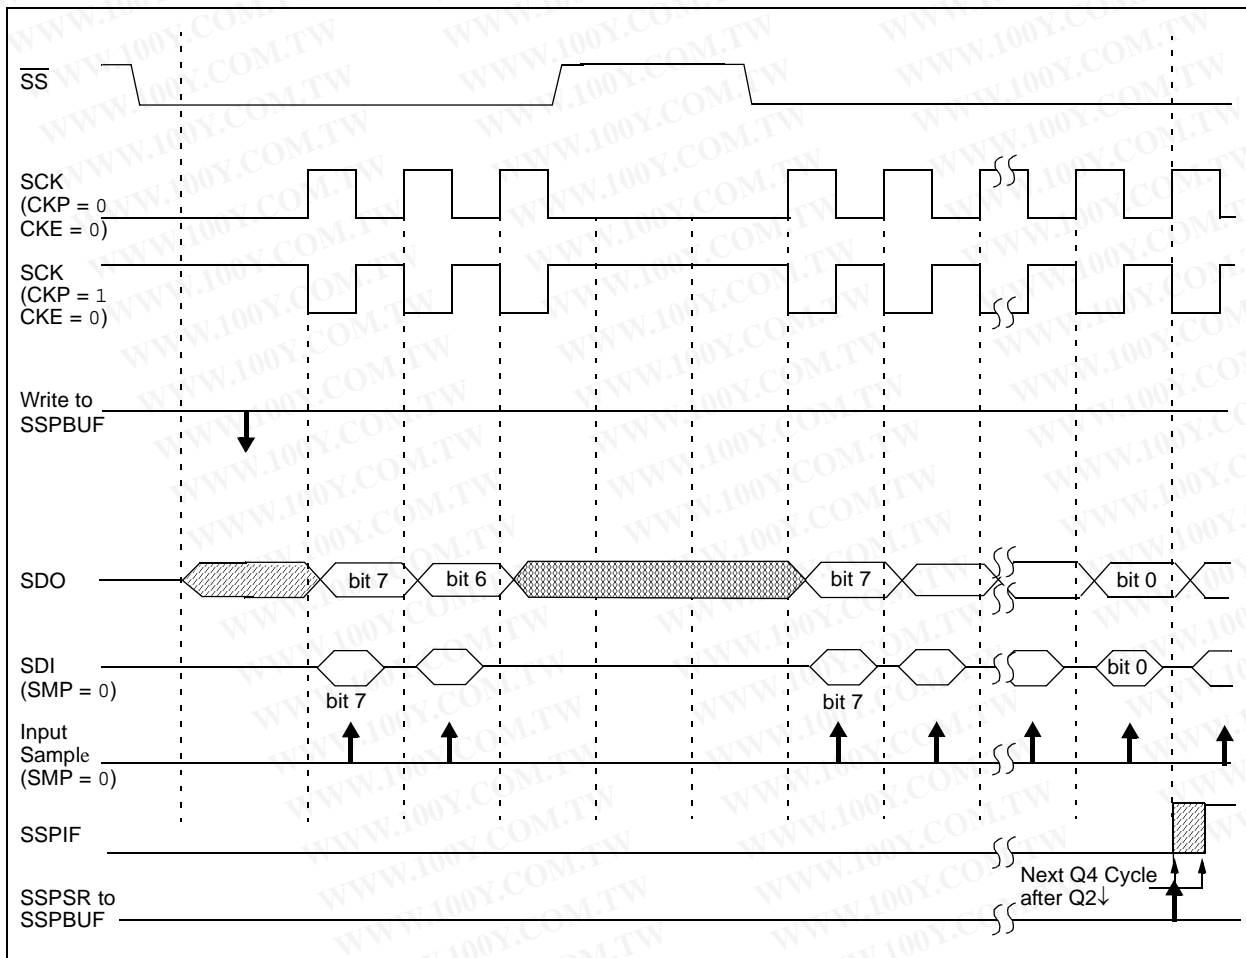 SS
SCK
(CKP = 0
CKE = 0)
SCK
(CKP = 1
CKE = 0)
Write to
SSPBUF
SDO
bit 7
bit 6
bit 7
bit 0
SDI
(SMP = 0)
bit 7
bit 7
bit 0
Input
Sample
(SMP = 0)
SSPIF
Next Q4 Cycle
after Q2↓
SSPSR to
SSPBUF
WWW.100Y.COM.TW